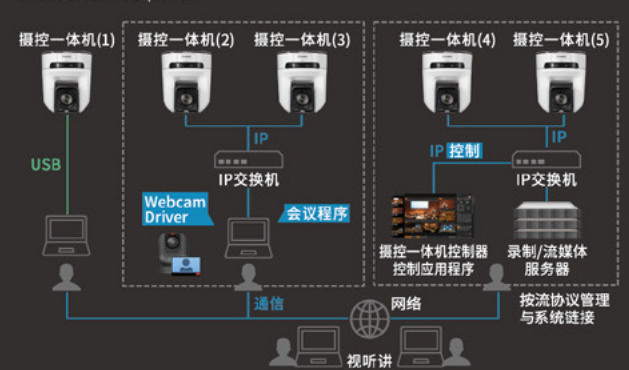 摄控一体机(1)
摄控一体机(2)
摄控一体机(3)
摄控一体机(4)
摄控一体机(5)
IP
IP
IP 控制
USB
IP交换机
IP交换机
Webcam
Driver
会议程序
摄控一体机控制器
控制应用程序
录制/流媒体
服务器
通信
网络
按流协议管理
与系统链接
视听讲